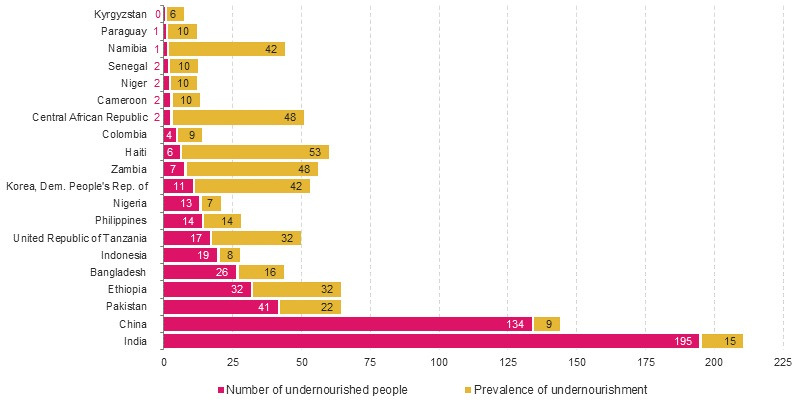 Kyrgyzstan 0 6
Paraguay 1 10
Namibia 1 42
Senegal 2 10
Niger 2 10
Cameroon 2 10
Central African Republic 2 48
Colombia 4 9
Haiti 6 53
Zambia 7 48
Korea, Dem. People's Rep. of 11 42
Nigeria 13 7
Philippines 14 14
United Republic of Tanzania 17 32
Indonesia 19 8
Bangladesh 26 16
Ethiopia 32 32
Pakistan 41 22
China 134 9
India 195 15
0 25 50 75 100 125 150 175 200 225
Number of undernourished people Prevalence of undernourishment